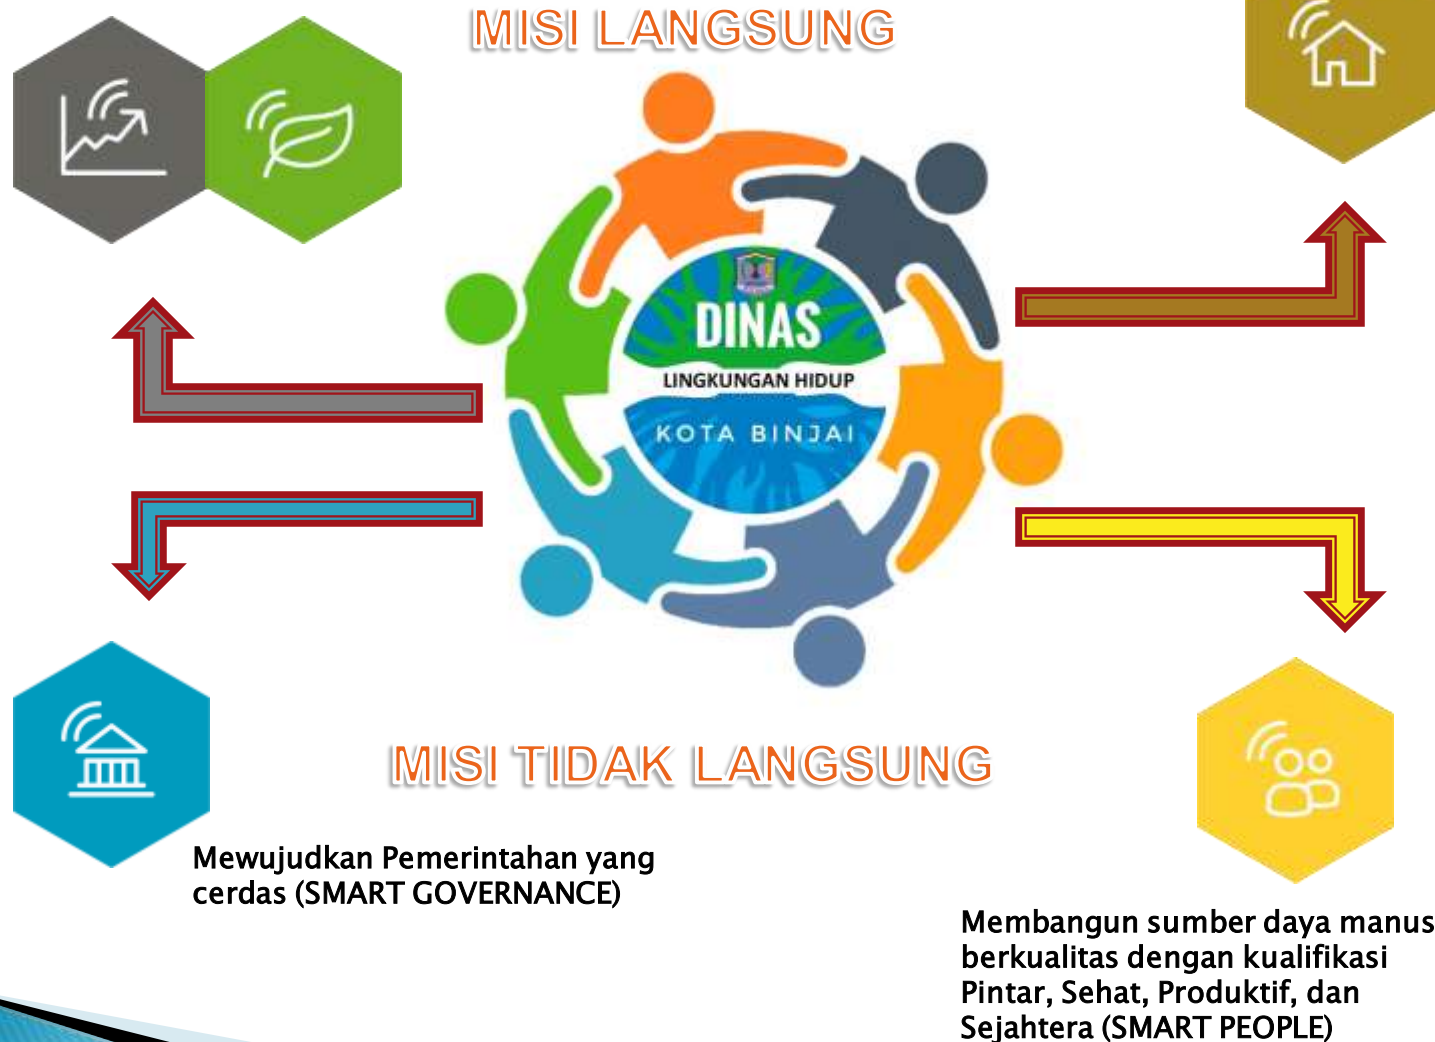 MISI LANGSUNG
DINAS
LINGKUNGAN HIDUP
KOTA BINJAI
MISI TIDAK LANGSUNG
Mewujudkan Pemerintahan yang
cerdas (SMART GOVERNANCE)
Membangun sumber daya manus
berkualitas dengan kualifikasi
Pintar, Sehat, Produktif, dan
Sejahtera (SMART PEOPLE)